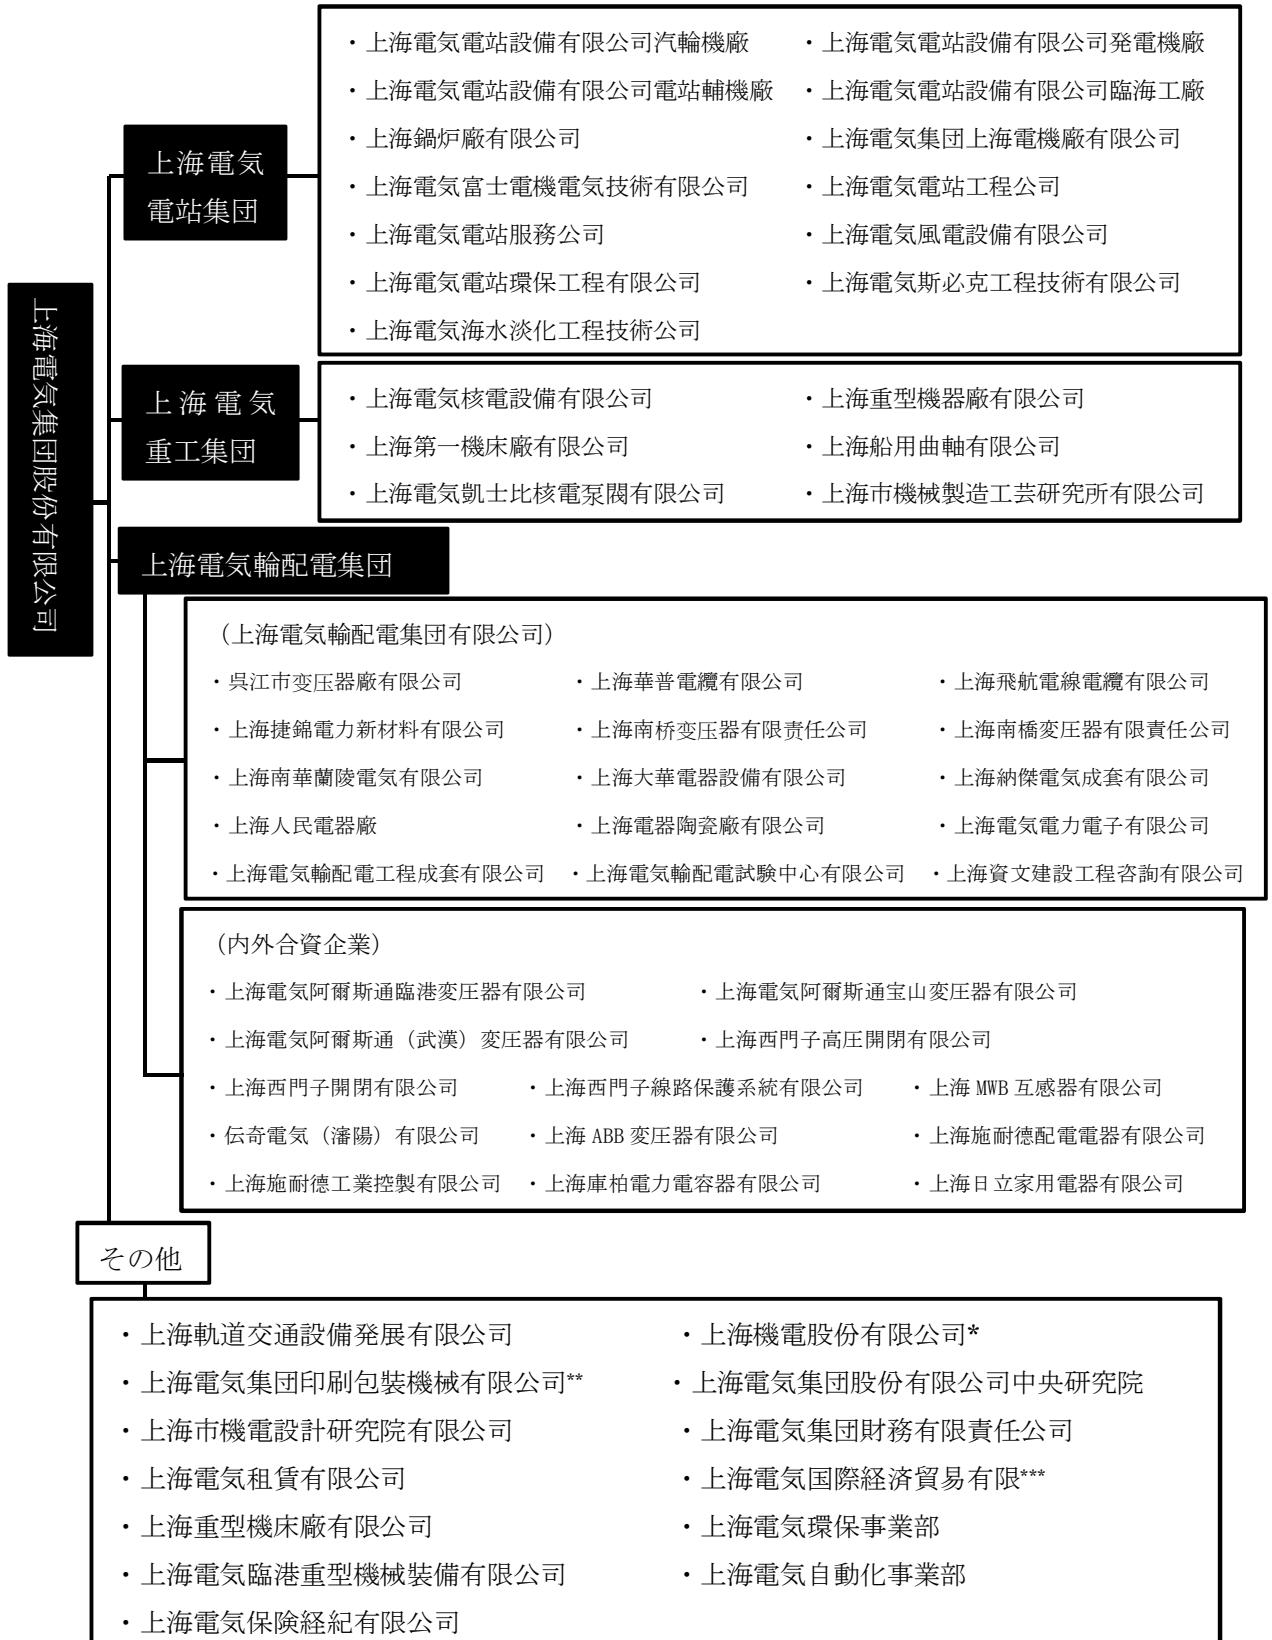 上海電気集団股份有限公司
上海電気
電站集団
・上海電気電站設備有限公司汽輪機廠 ・上海電気電站設備有限公司発電機廠
・上海電気電站設備有限公司電站輔機廠 ・上海電気電站設備有限公司臨海工廠
・上海鍋炉廠有限公司 ・上海電気集団上海電機廠有限公司
・上海電気富士電機電気技術有限公司 ・上海電気電站工程公司
・上海電気電站服務公司 ・上海電気風電設備有限公司
・上海電気電站環保工程有限公司 ・上海電気斯必克工程技術有限公司
・上海電気海水淡化工程技術公司
上海電気
重工集団
・上海電気核電設備有限公司 ・上海重型機器廠有限公司
・上海第一機床廠有限公司 ・上海船用曲軸有限公司
・上海電気凱士比核電泵閥有限公司 ・上海市機械製造工芸研究所有限公司
上海電気輸配電集団
(上海電気輸配電集団有限公司)
・呉江市变压器廠有限公司 ・上海華普電纜有限公司 ・上海飛航電線電纜有限公司
・上海捷錦電力新材料有限公司 ・上海南桥变压器有限责任公司 ・上海南橋変圧器有限責任公司
・上海南華蘭陵電気有限公司 ・上海大華電器設備有限公司 ・上海納傑電気成套有限公司
・上海人民電器廠 ・上海電器陶瓷廠有限公司 ・上海電気電力電子有限公司
・上海電気輸配電工程成套有限公司 ・上海電気輸配電試験中心有限公司 ・上海資文建設工程咨詢有限公司
(内外合資企業)
・上海電気阿爾斯通臨港変圧器有限公司 ・上海電気阿爾斯通宝山変圧器有限公司
・上海電気阿爾斯通（武漢）変圧器有限公司 ・上海西門子高圧開閉有限公司
・上海西門子開閉有限公司 ・上海西門子線路保護系統有限公司 ・上海 MWB 互感器有限公司
・伝奇電気（瀋陽）有限公司 ・上海 ABB 変圧器有限公司 ・上海施耐德配電電器有限公司
・上海施耐德工業控製有限公司 ・上海庫柏電力電容器有限公司 ・上海日立家用電器有限公司
その他
・上海軌道交通設備発展有限公司 ・上海機電股份有限公司*
・上海電気集団印刷包裝機械有限公司** ・上海電気集団股份有限公司中央研究院
・上海市機電設計研究院有限公司 ・上海電気集団財務有限責任公司
・上海電気租賃有限公司 ・上海電気国際経済貿易有限***
・上海重型機床廠有限公司 ・上海電気環保事業部
・上海電気臨港重型機械装備有限公司 ・上海電気自動化事業部
・上海電気保険経紀有限公司